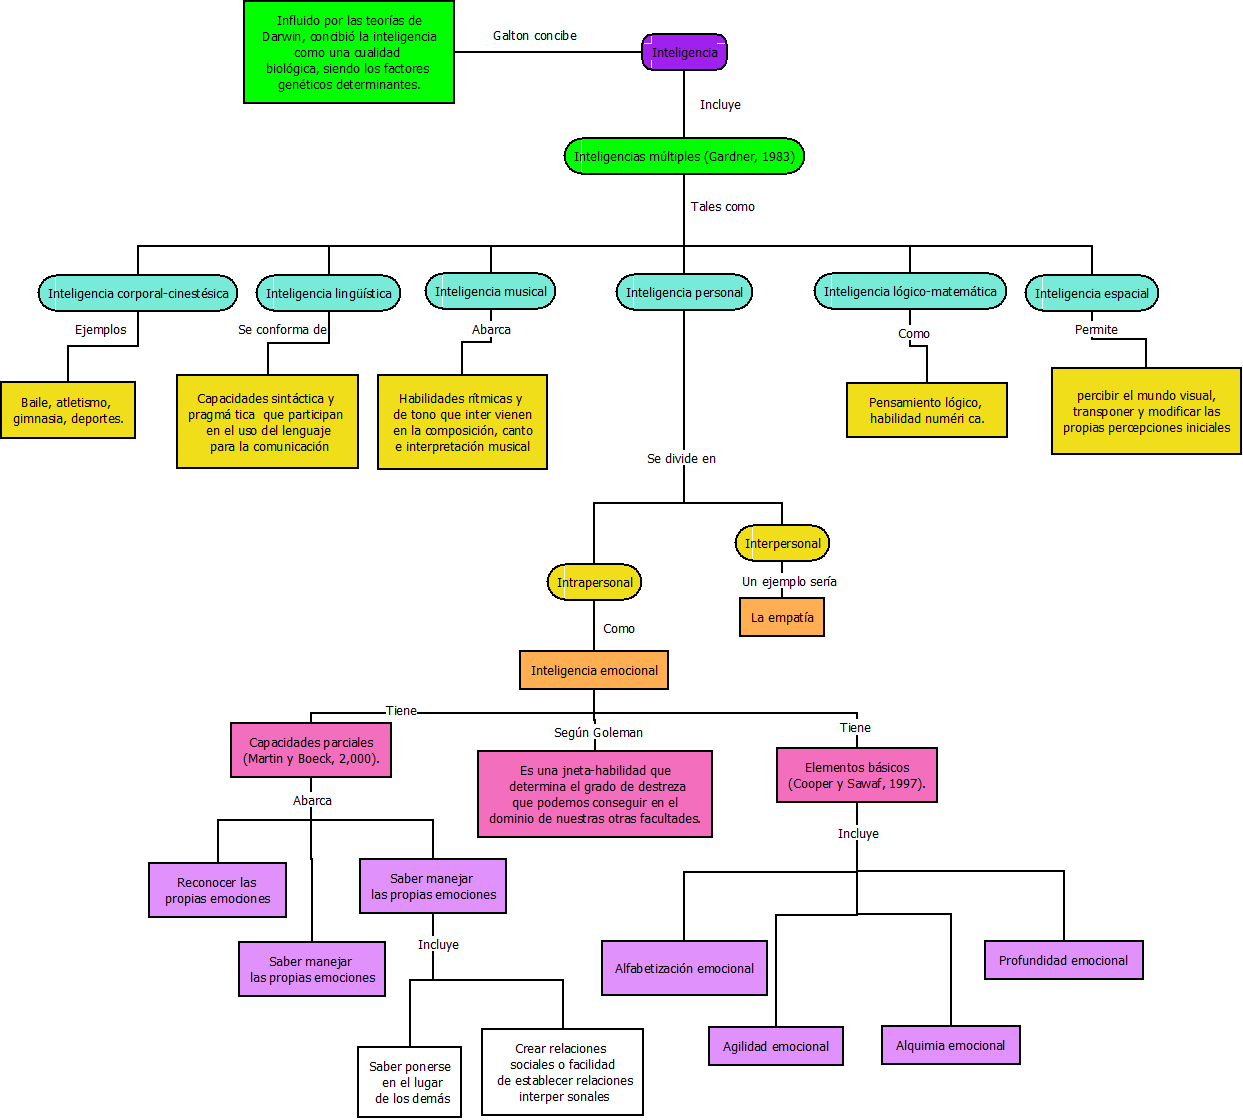 Influido por las teorías de
Darwin, concibió la inteligencia
como una cualidad
biológica, siendo los factores
genéticos determinantes.
Galton concibe
Inteligencia
Incluye
Inteligencias múltiples (Gardner, 1983)
Tales como
Inteligencia corporal-cinestésica
Inteligencia lingüística
Inteligencia musical
Inteligencia personal
Inteligencia lógico-matemática
Inteligencia espacial
Ejemplos
Se conforma de
Abarca
Como
Permite
Baile, atletismo,
gimnasia, deportes.
Capacidades sintáctica y
pragmá tica  que participan
en el uso del lenguaje
para la comunicación
Habilidades rítmicas y
de tono que inter vienen
en la composición, canto
e interpretación musical
Pensamiento lógico,
habilidad numéri ca.
percibir el mundo visual,
transponer y modificar las
propias percepciones iniciales
Se divide en
Interpersonal
Intrapersonal
Un ejemplo sería
La empatía
Como
Inteligencia emocional
Tiene
Según Goleman
Tiene
Capacidades parciales
(Martin y Boeck, 2,000).
Es una jneta-habilidad que
determina el grado de destreza
que podemos conseguir en el
dominio de nuestras otras facultades.
Elementos básicos
(Cooper y Sawaf, 1997).
Abarca
Incluye
Reconocer las
propias emociones
Saber manejar
las propias emociones
Saber manejar
las propias emociones
Incluye
Saber ponerse
en el lugar
de los demás
Crear relaciones
sociales o facilidad
de establecer relaciones
interper sonales
Alfabetización emocional
Profundidad emocional
Agilidad emocional
Alquimia emocional